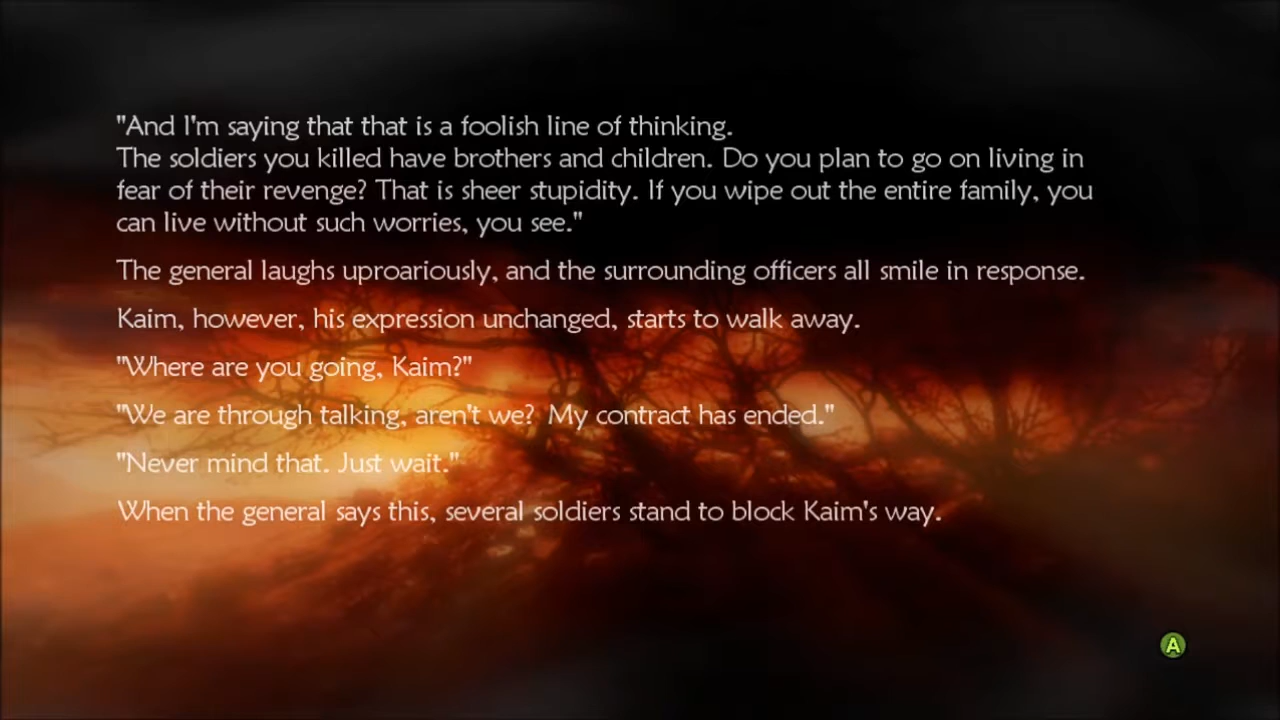 "And I'm saying that that is a foolish line of thinking.
The soldiers you killed have brothers and children. Do you plan to go on living in
fear of their revenge? That is sheer stupidity. If you wipe out the entire family, you
can live without such worries, you see."
The general laughs uproariously, and the surrounding officers all smile in response.
Kaim, however, his expression unchanged, starts to walk away.
"Where are you going, Kaim?"
"We are through talking, aren't we? My contract has ended."
"Never mind that. Just wait."
When the general says this, several soldiers stand to block Kaim's way.
A